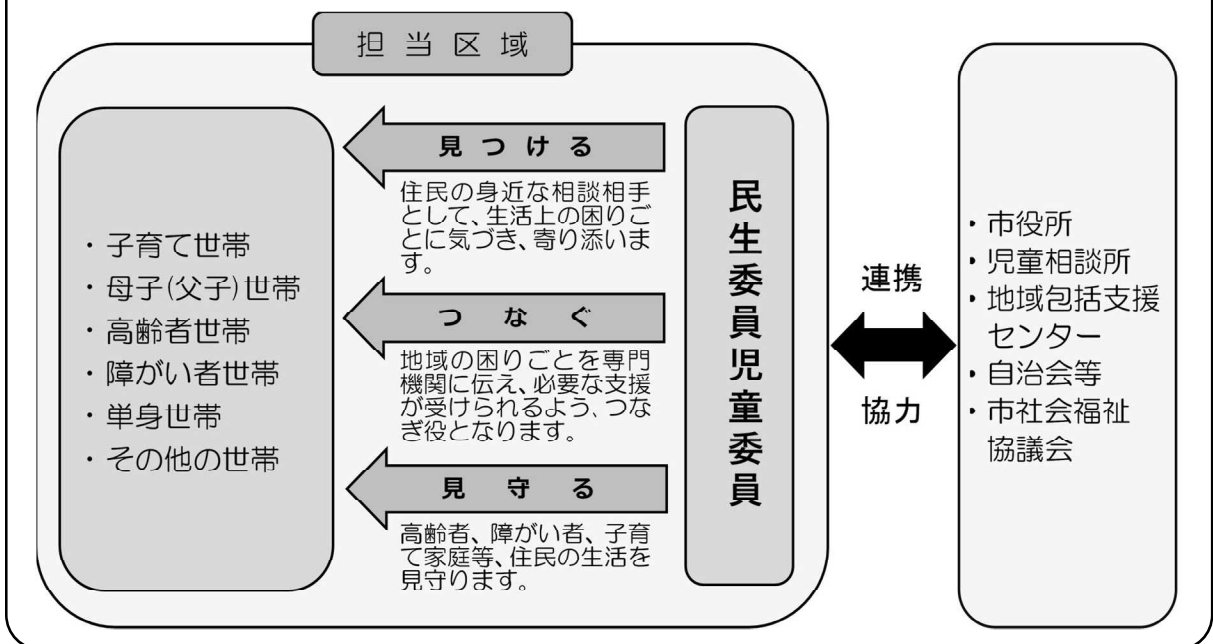 担当区域
・子育て世帯
・母子(父子)世帯
・高齢者世帯
・障がい者世帯
・単身世帯
・その他の世帯
見つける
住民の身近な相談相手
として、生活上の困りご
とに気づき、寄り添いま
す。
つなぐ
地域の困りごとを専門
機関に伝え、必要な支援
が受けられるよう、つな
ぎ役となります。
見守る
高齢者、障がい者、子育
て家庭等、住民の生活を
見守ります。
民生委員児童委員
連携
協力
・市役所
・児童相談所
・地域包括支援
センター
・自治会等
・市社会福祉
協議会